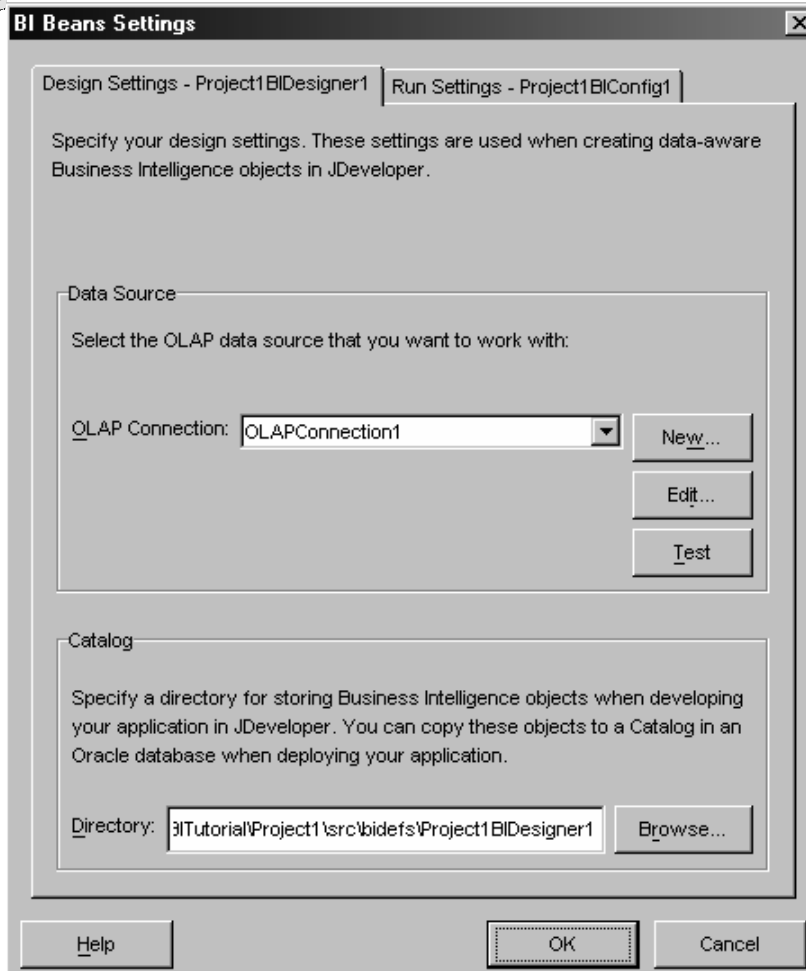 BI Beans Settings
Design Settings - Project1BIDesigner1
Run Settings - Project1BIConfig1
Specify your design settings. These settings are used when creating data-aware
Business Intelligence objects in JDeveloper.
Data Source
Select the OLAP data source that you want to work with:
OLAP Connection:
OLAPConnection1
New...
Edit...
Test
Catalog
Specify a directory for storing Business Intelligence objects when developing
your application in JDeveloper. You can copy these objects to a Catalog in an
Oracle database when deploying your application.
Directory:
BITutorial\Project1\src\bidefs\Project1BIDesigner1
Browse...
Help
OK
Cancel